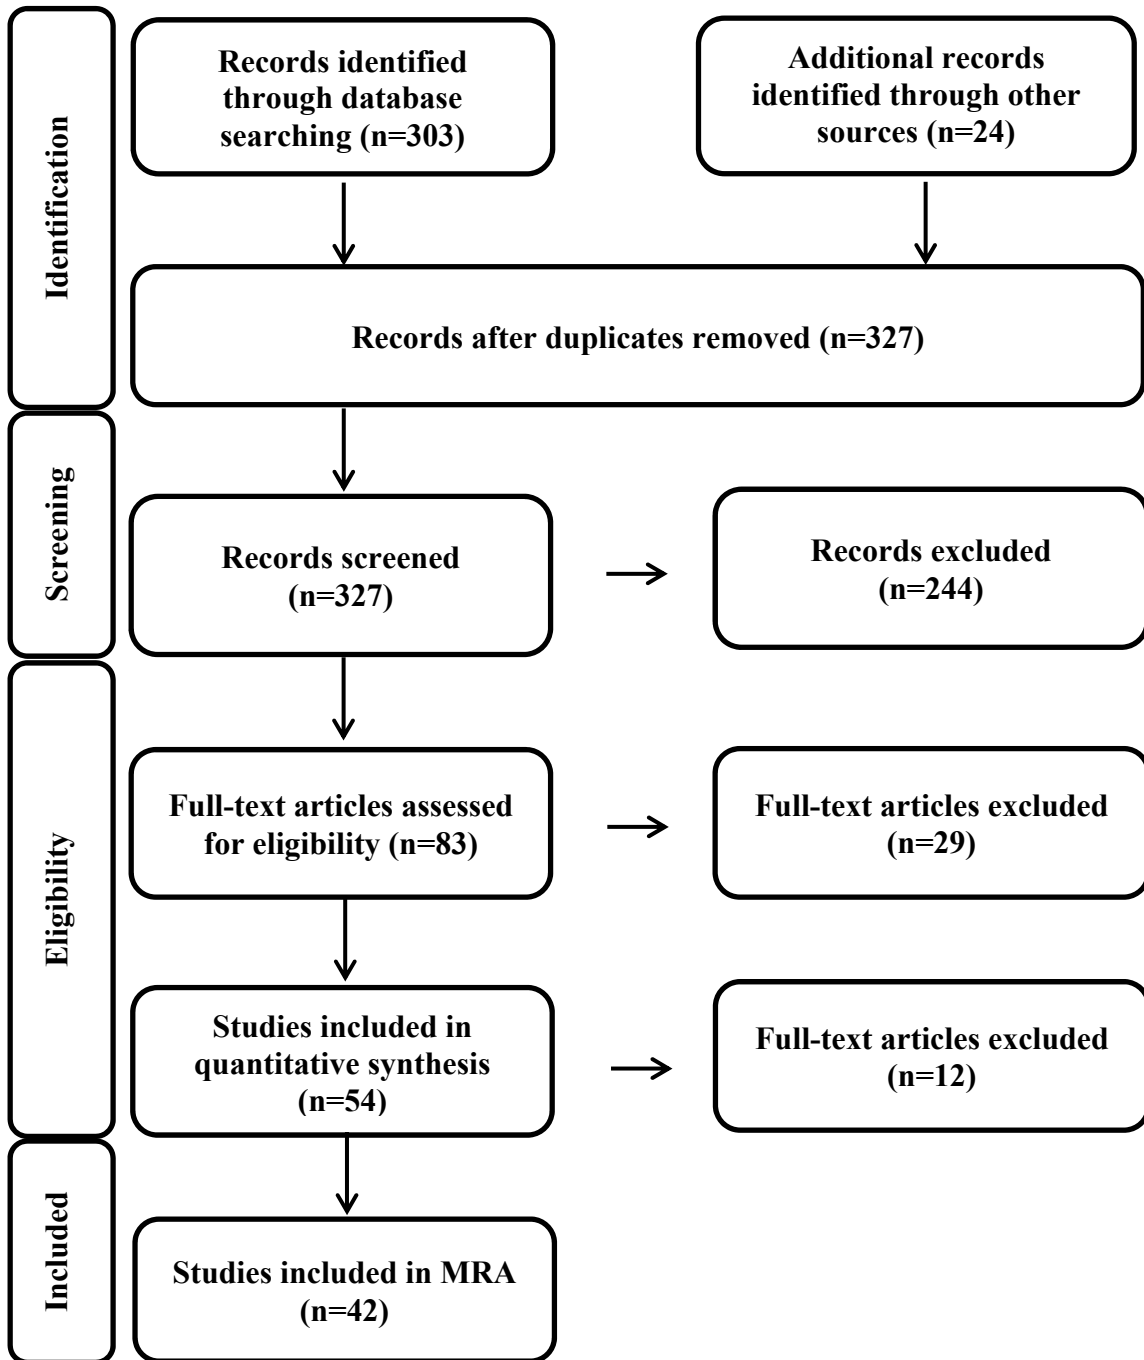 Identification
Records identified
through database
searching (n=303)
Additional records
identified through other
sources (n=24)
Records after duplicates removed (n=327)
Screening
Records screened
(n=327)
Records excluded
(n=244)
Eligibility
Full-text articles assessed
for eligibility (n=83)
Full-text articles excluded
(n=29)
Studies included in
quantitative synthesis
(n=54)
Full-text articles excluded
(n=12)
Included
Studies included in MRA
(n=42)